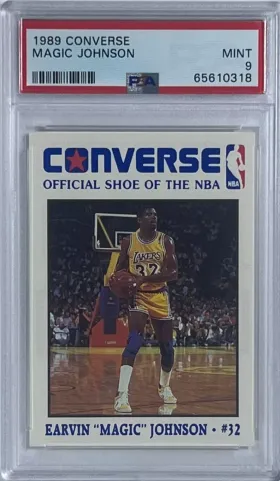 1989 CONVERSE
MAGIC JOHNSON MINT
9
PSA 65610318
CONVERSE
NBA
OFFICIAL SHOE OF THE NBA
LAKERS
32
EARVIN "MAGIC" JOHNSON • #32